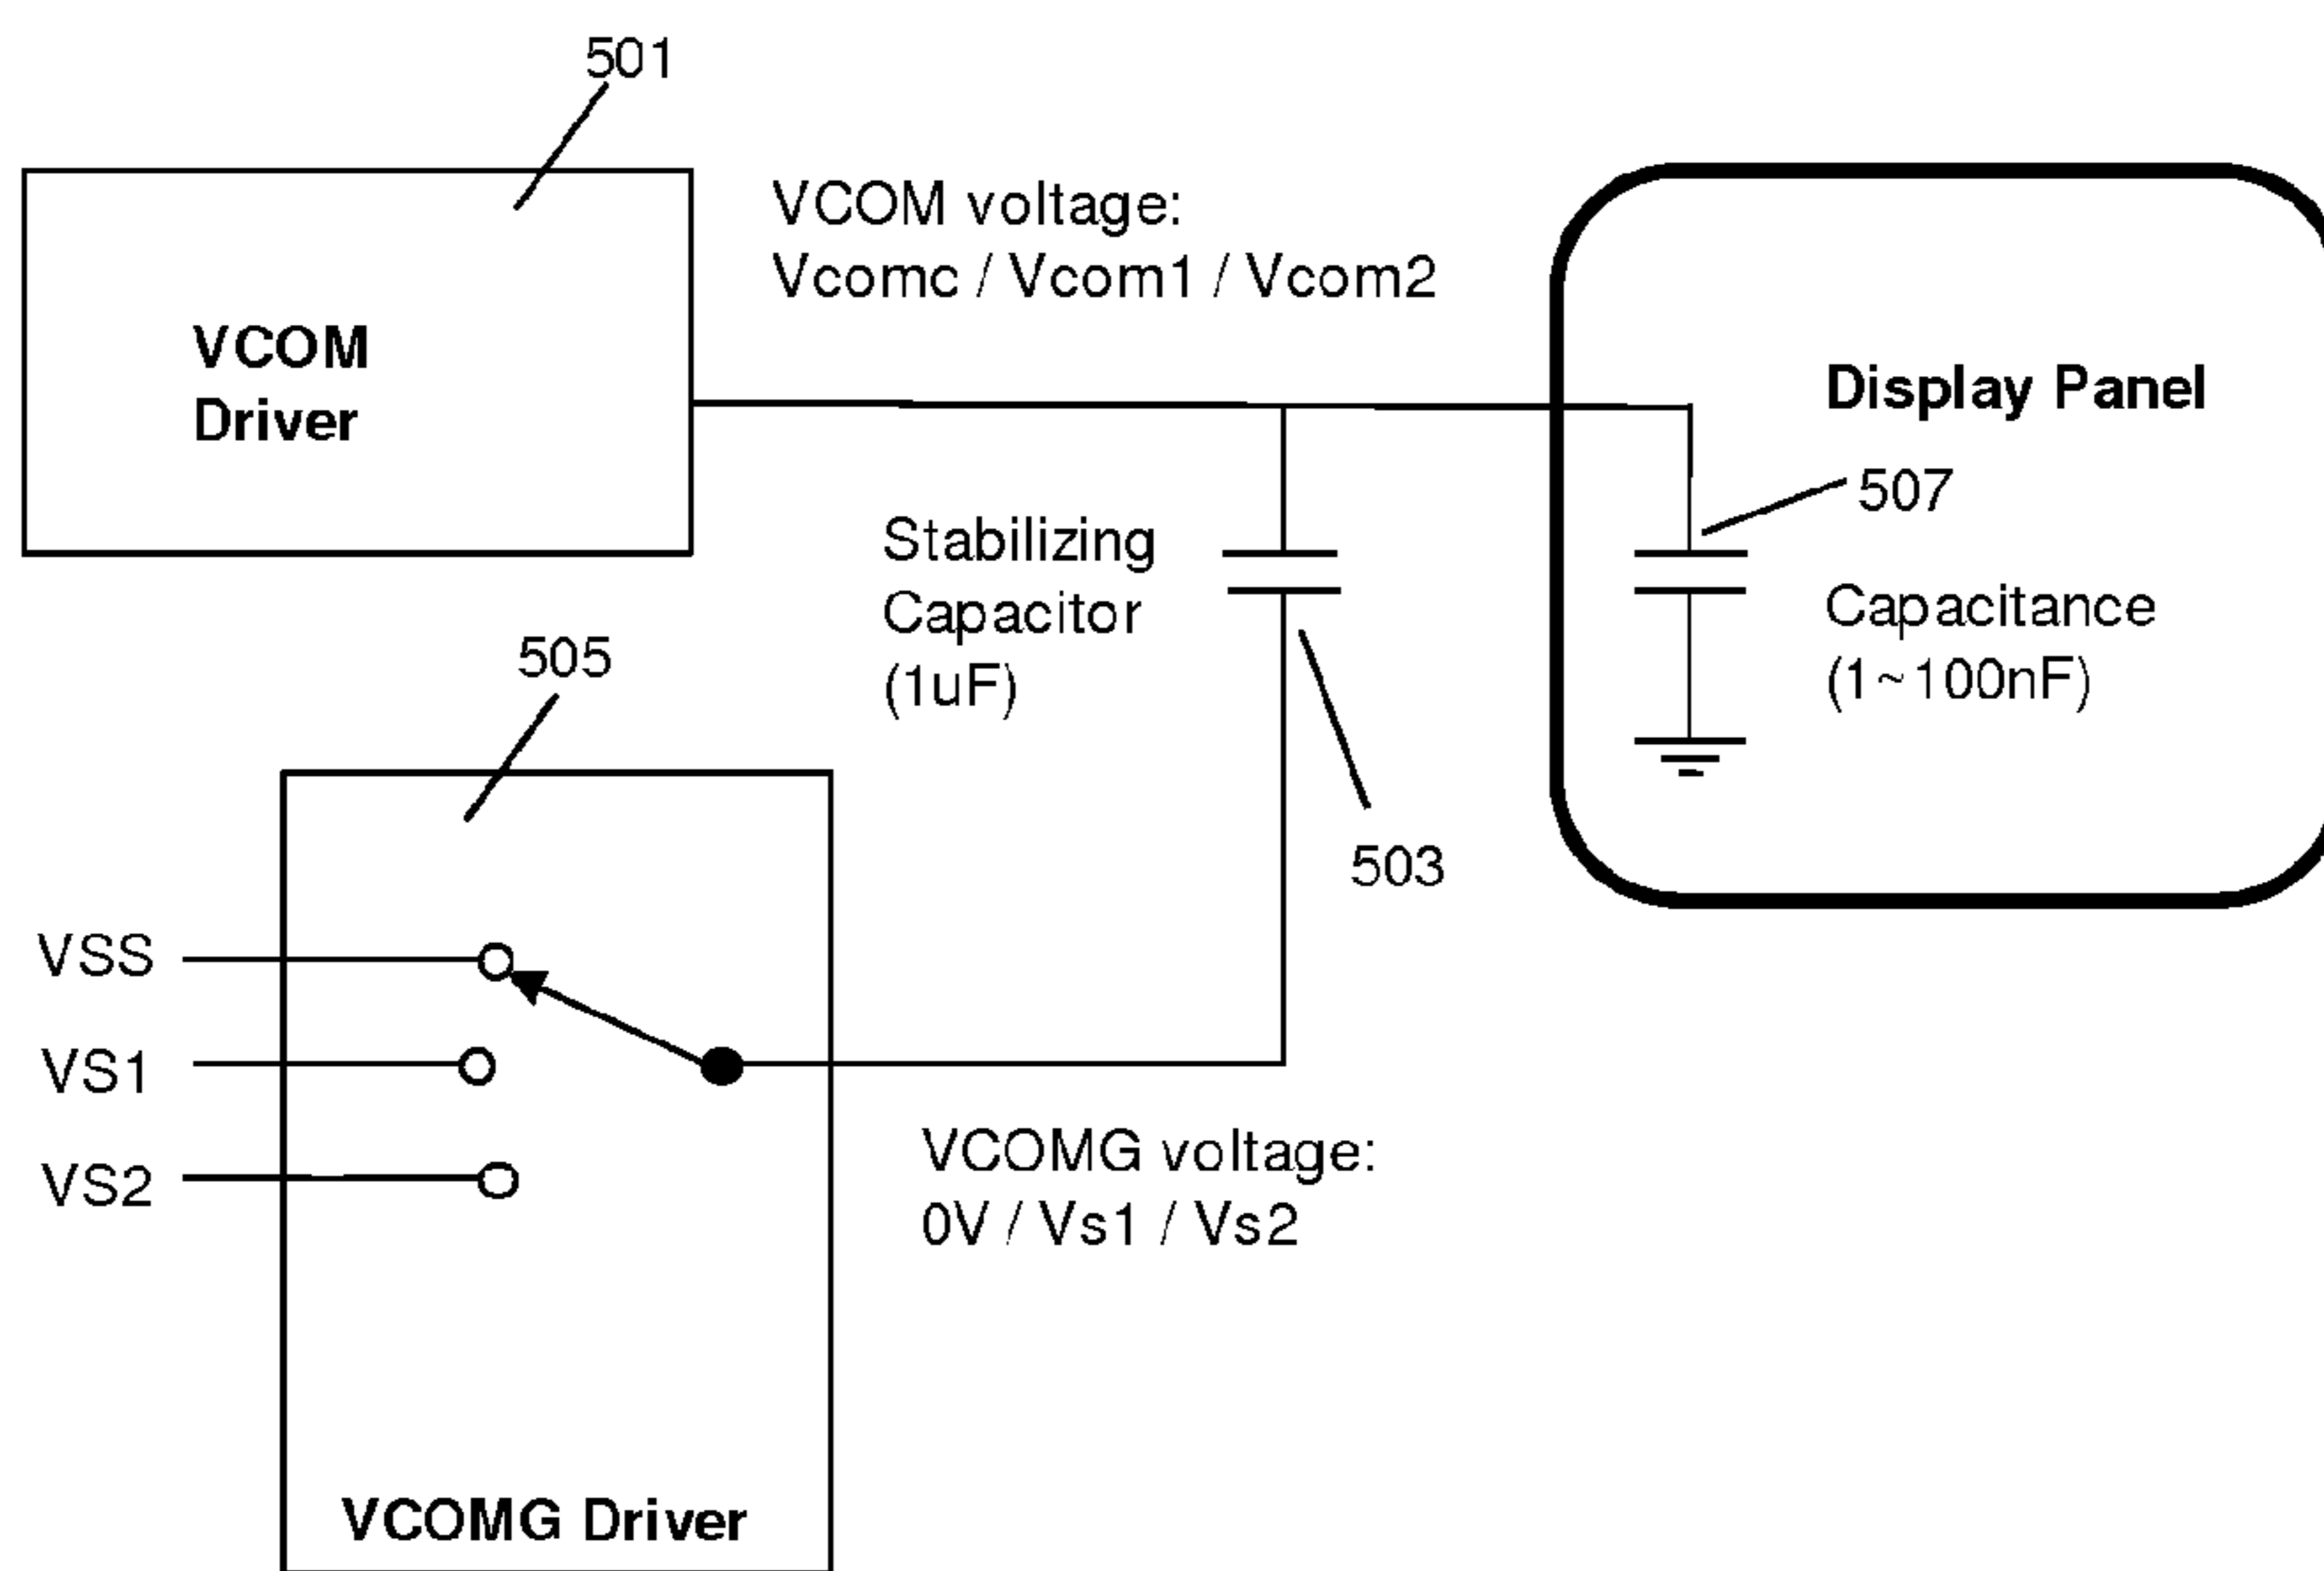 501
VCOM voltage:
Vcomc / Vcom1 / Vcom2
VCOM
Driver
Display Panel
507
Stabilizing
Capacitor
(1uF)
Capacitance
(1~100nF)
505
503
VSS
VS1
VS2
VCOMG voltage:
0V / Vs1 / Vs2
VCOMG Driver